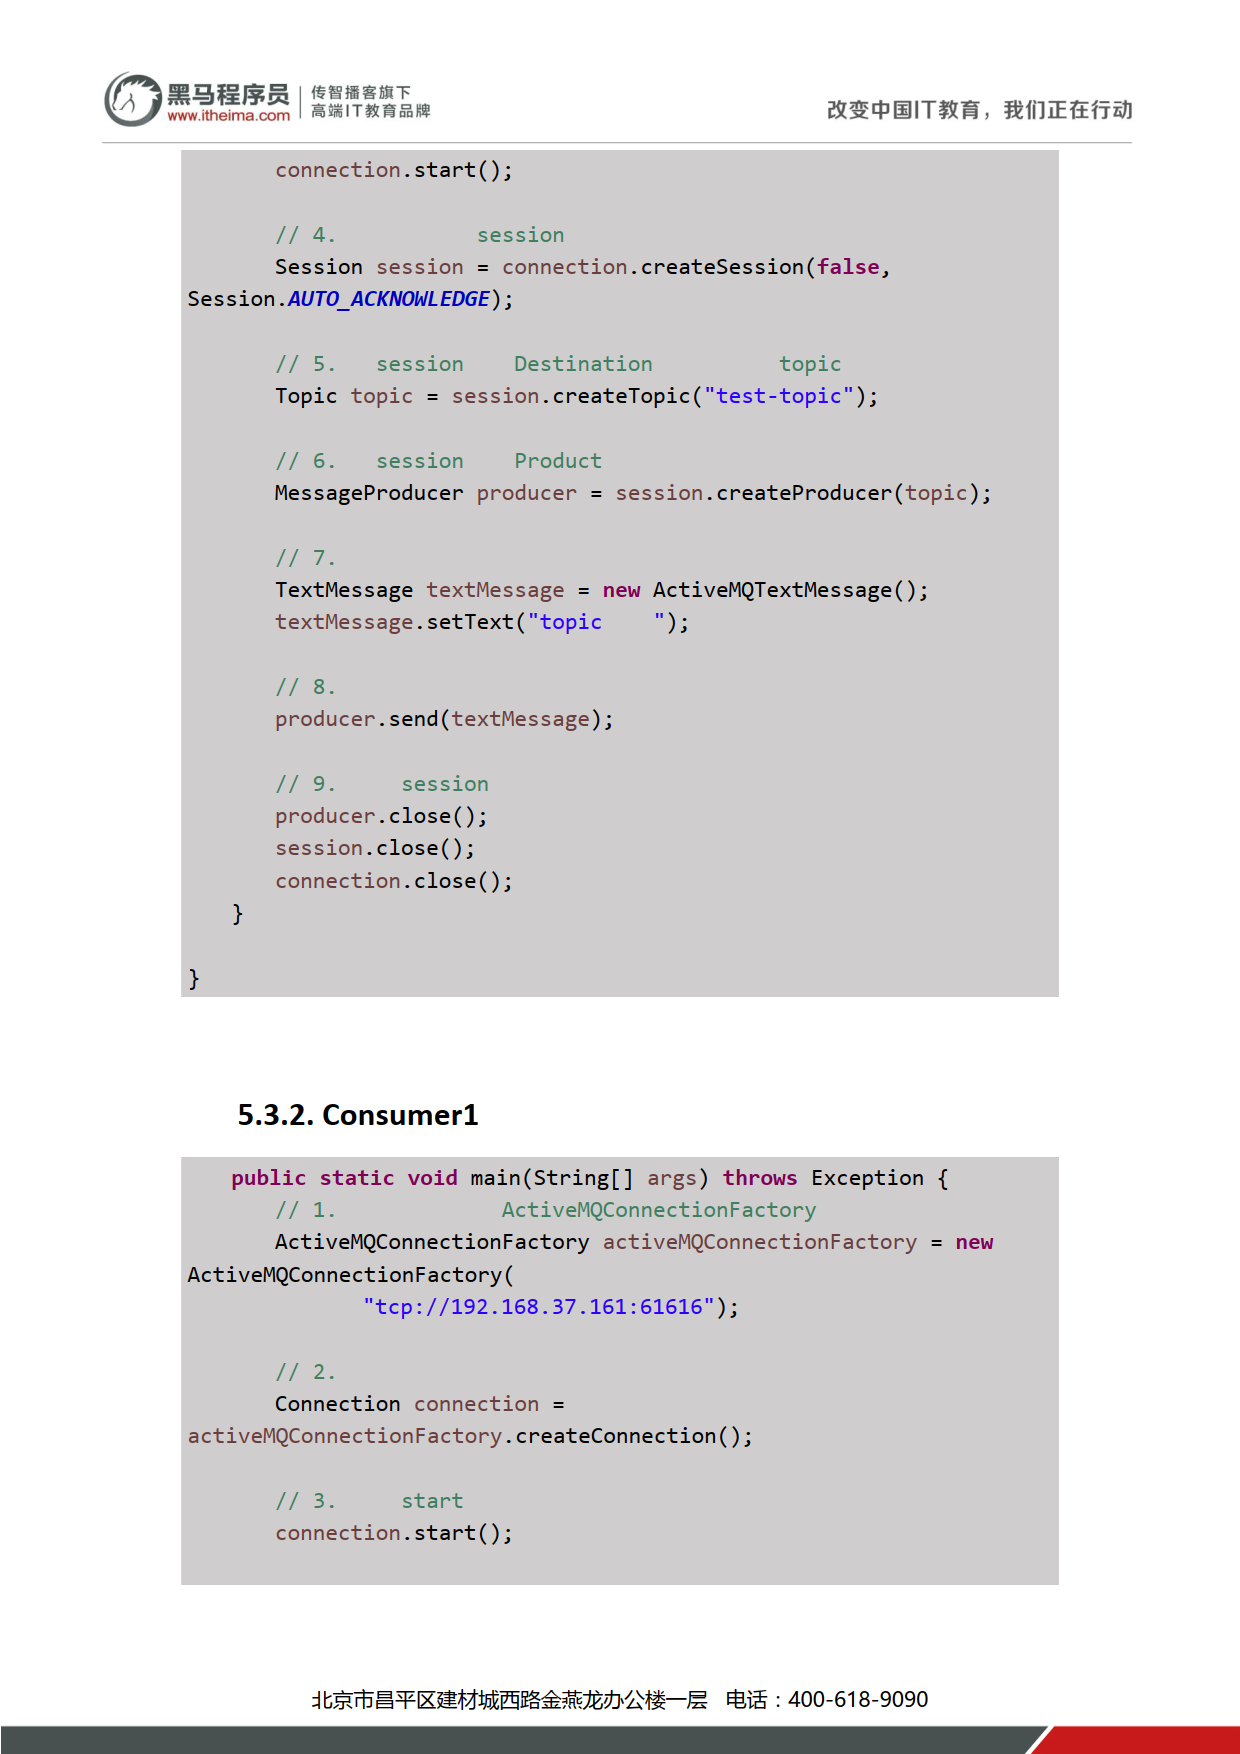 黑马程序员
www.itheima.com
传智播客旗下
高端IT教育品牌
改变中国IT教育，我们正在行动
connection.start();
// 4. session
Session session = connection.createSession(false,
Session.AUTO_ACKNOWLEDGE);
// 5. session Destination topic
Topic topic = session.createTopic("test-topic");
// 6. session Product
MessageProducer producer = session.createProducer(topic);
// 7.
TextMessage textMessage = new ActiveMQTextMessage();
textMessage.setText("topic ");
// 8.
producer.send(textMessage);
// 9. session
producer.close();
session.close();
connection.close();
}
}
5.3.2. Consumer1
public static void main(String[] args) throws Exception {
// 1. ActiveMQConnectionFactory
ActiveMQConnectionFactory activeMQConnectionFactory = new
ActiveMQConnectionFactory(
"tcp://192.168.37.161:61616");
// 2.
Connection connection =
activeMQConnectionFactory.createConnection();
// 3. start
connection.start();
北京市昌平区建材城西路金燕龙办公楼一层 电话：400-618-9090